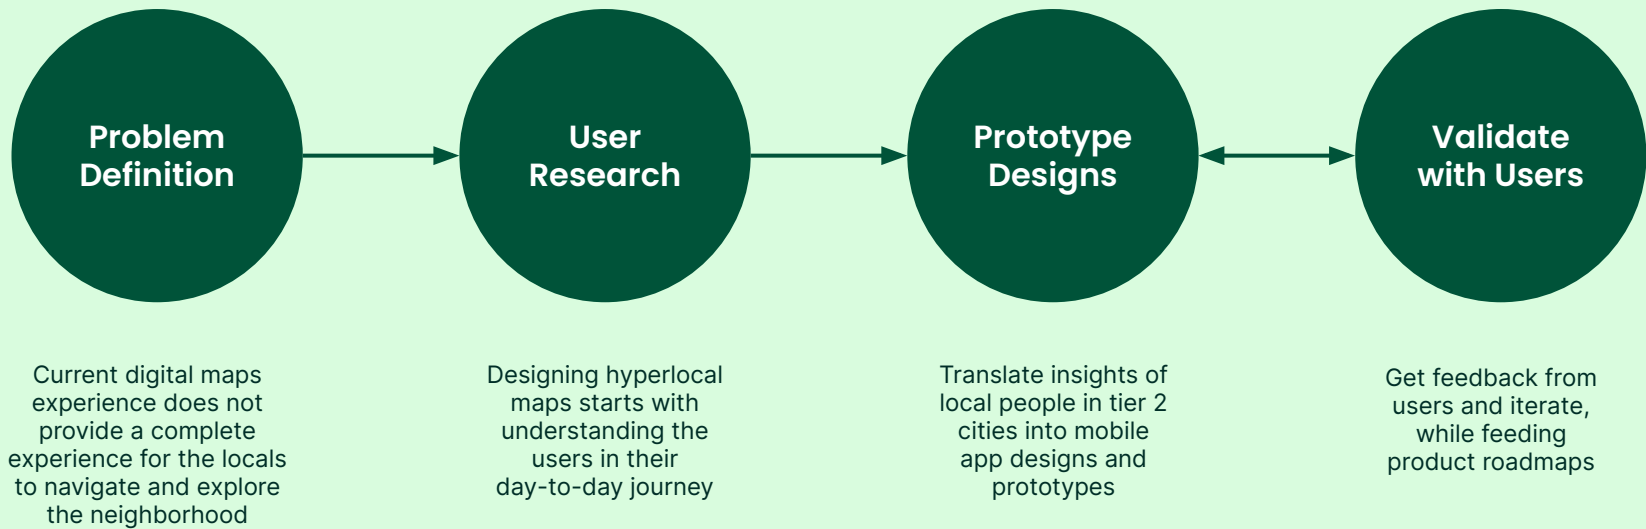 Problem
Definition
User
Research
Prototype
Designs
Validate
with Users
Current digital maps
experience does not
provide a complete
experience for the locals
to navigate and explore
the neighborhood
Designing hyperlocal
maps starts with
understanding the
users in their
day-to-day journey
Translate insights of
local people in tier 2
cities into mobile
app designs and
prototypes
Get feedback from
users and iterate,
while feeding
product roadmaps